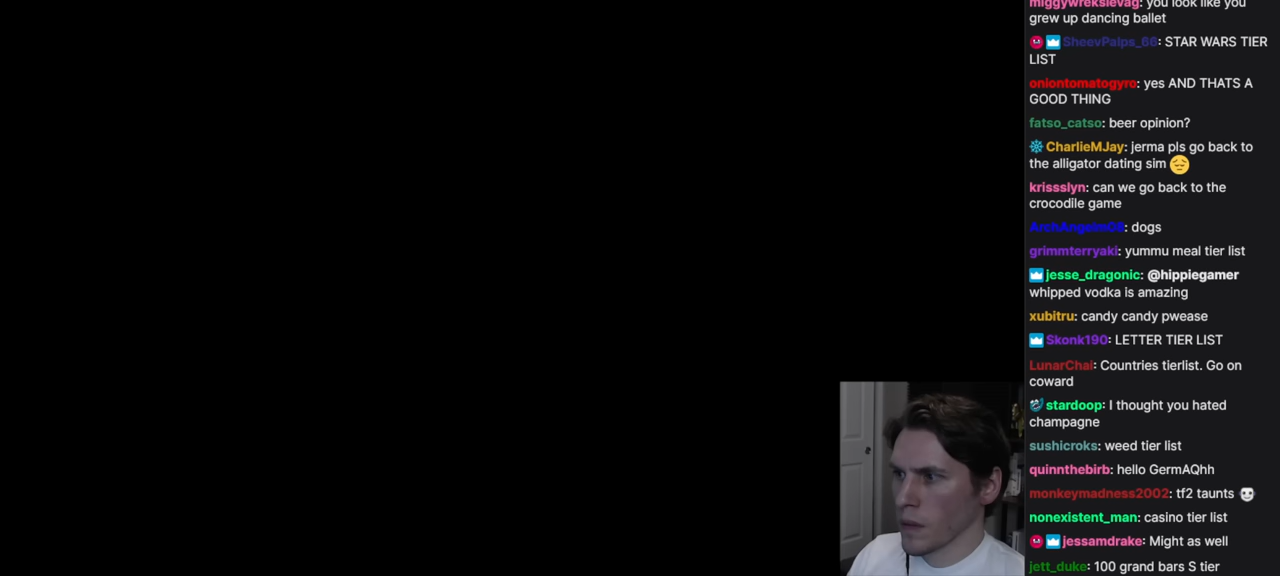 miggywreksievag: you look like you
grew up dancing ballet
SheevPalps_66: STAR WARS TIER
LIST
oniontomatogyro: yes AND THATS A
GOOD THING
fatso_catso: beer opinion?
CharlieMJay: jerma pls go back to
the alligator dating sim
krissslyn: can we go back to the
crocodile game
ArchAngelm08: dogs
grimmterryaki: yummu meal tier list
jesse_dragonic: @hippiegamer
whipped vodka is amazing
xubitru: candy candy pwease
Skonk190: LETTER TIER LIST
LunarChai: Countries tierlist. Go on
coward
stardoop: I thought you hated
champagne
sushicroks: weed tier list
quinnthebirb: hello GermAQhh
monkeymadness2002: tf2 taunts
nonexistent_man: casino tier list
jessamdrake: Might as well
jett_duke: 100 grand bars S tier